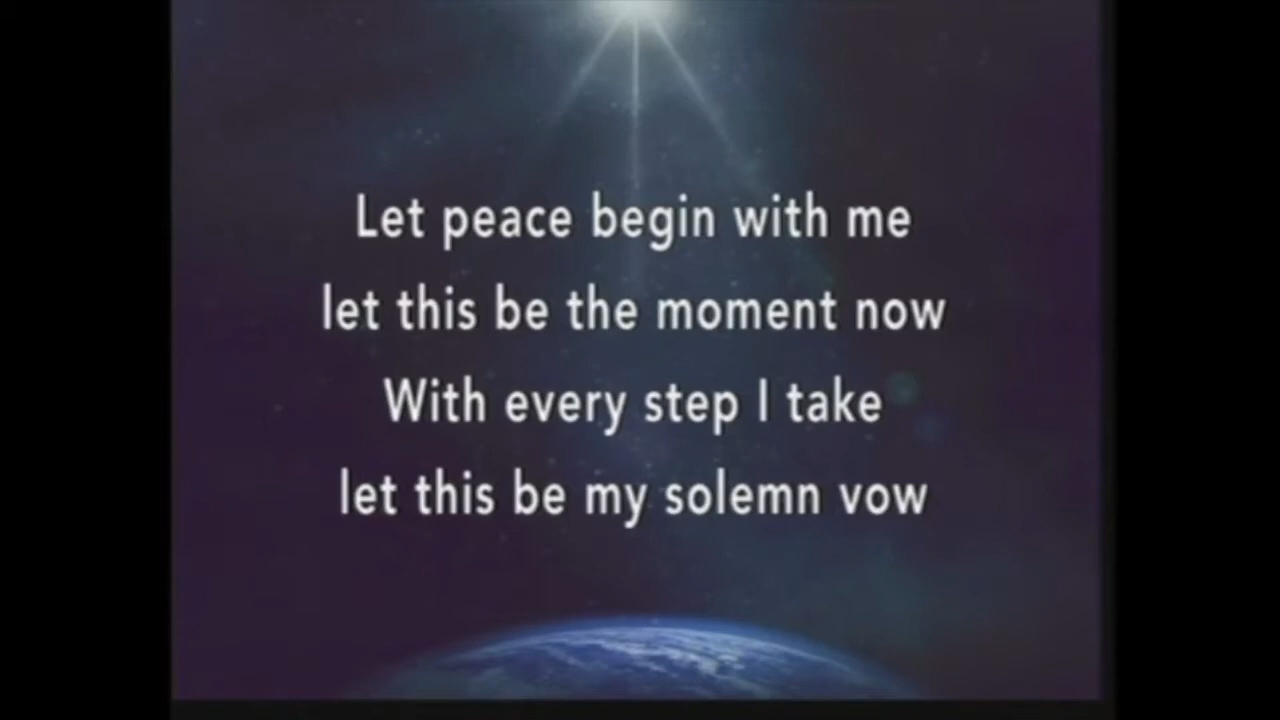 Let peace begin with me
let this be the moment now
With every step I take
let this be my solemn vow